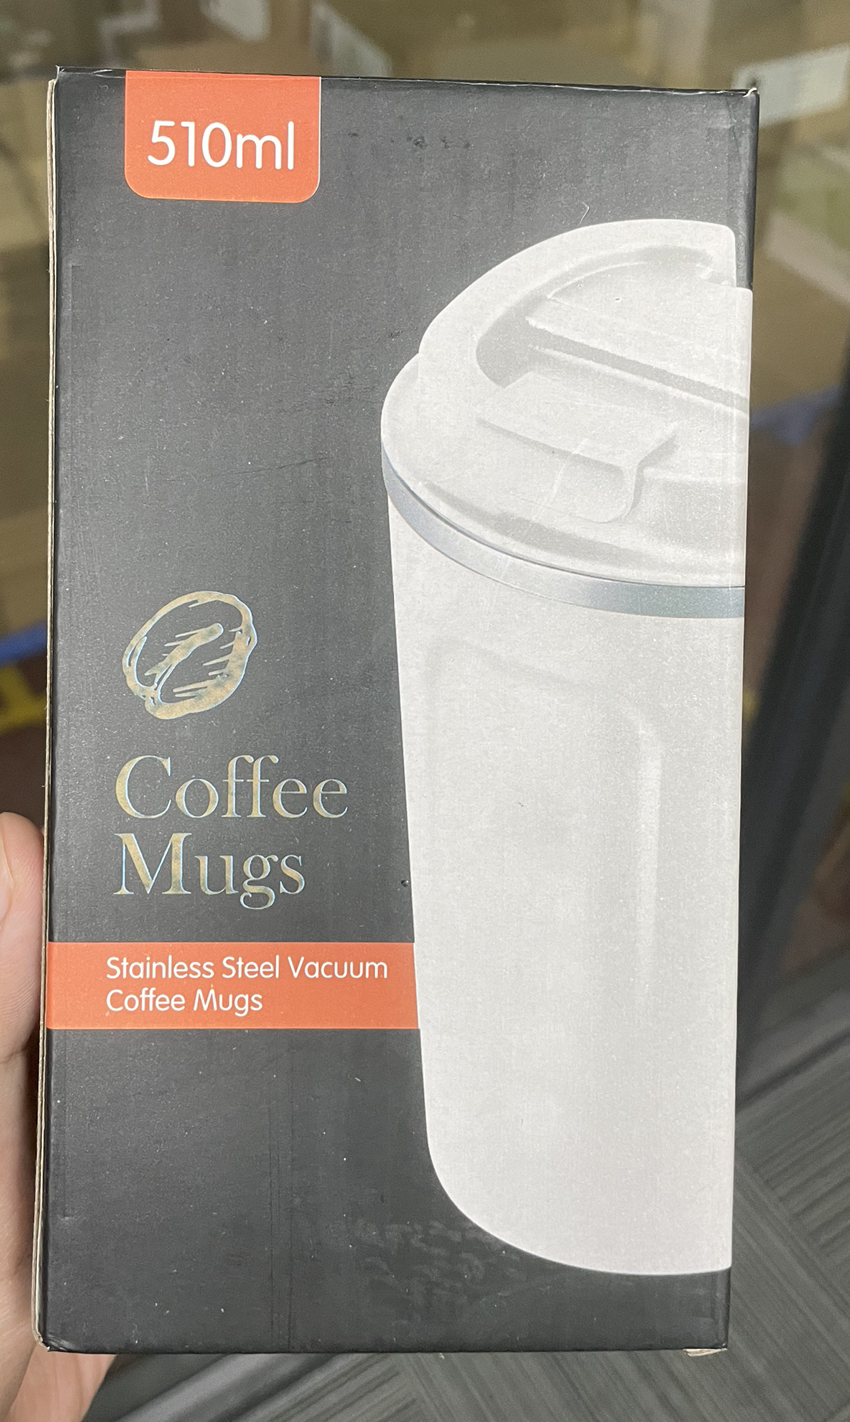 510ml
Coffee
Mugs
Stainless Steel Vacuum
Coffee Mugs